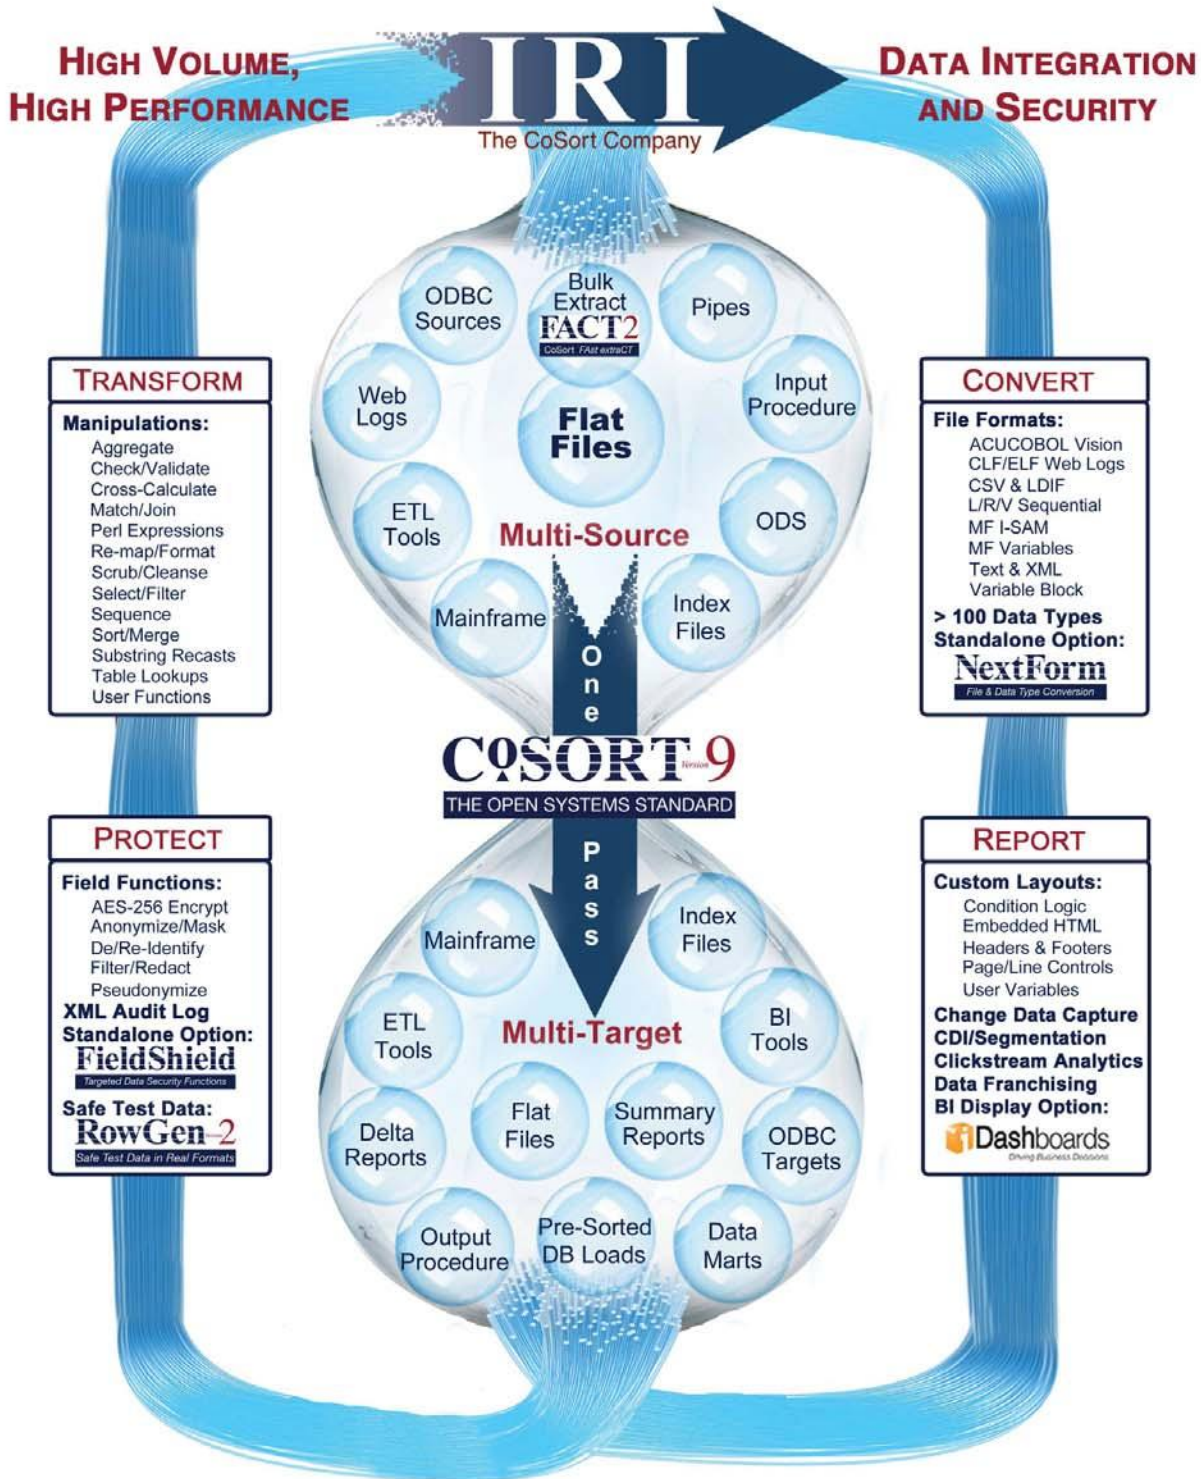 HIGH VOLUME,
HIGH PERFORMANCE
IRI
The CoSort Company
DATA INTEGRATION
AND SECURITY
ODBC
Sources
Bulk
Extract
FACT2
CoSort FAst extraCT
Pipes
Web
Logs
Flat
Files
Input
Procedure
ETL
Tools
Multi-Source
ODS
Mainframe
Index
Files
TRANSFORM
Manipulations:
Aggregate
Check/Validate
Cross-Calculate
Match/Join
Perl Expressions
Re-map/Format
Scrub/Cleanse
Select/Filter
Sequence
Sort/Merge
Substring Recasts
Table Lookups
User Functions
CONVERT
File Formats:
ACUCOBOL Vision
CLF/ELF Web Logs
CSV & LDIF
L/R/V Sequential
MF I-SAM
MF Variables
Text & XML
Variable Block
> 100 Data Types
Standalone Option:
NextForm
File & Data Type Conversion
One
CoSORT Version 9
THE OPEN SYSTEMS STANDARD
Pass
PROTECT
Field Functions:
AES-256 Encrypt
Anonymize/Mask
De/Re-Identify
Filter/Redact
Pseudonymize
XML Audit Log
Standalone Option:
FieldShield
Targeted Data Security Functions
Safe Test Data:
RowGen 2
Safe Test Data in Real Formats
Mainframe
Index
Files
ETL
Tools
Multi-Target
BI
Tools
Delta
Reports
Flat
Files
Summary
Reports
ODBC
Targets
Output
Procedure
Pre-Sorted
DB Loads
Data
Marts
REPORT
Custom Layouts:
Condition Logic
Embedded HTML
Headers & Footers
Page/Line Controls
User Variables
Change Data Capture
CDI/Segmentation
Clickstream Analytics
Data Franchising
BI Display Option:
iDashboards
Driving Business Decisions